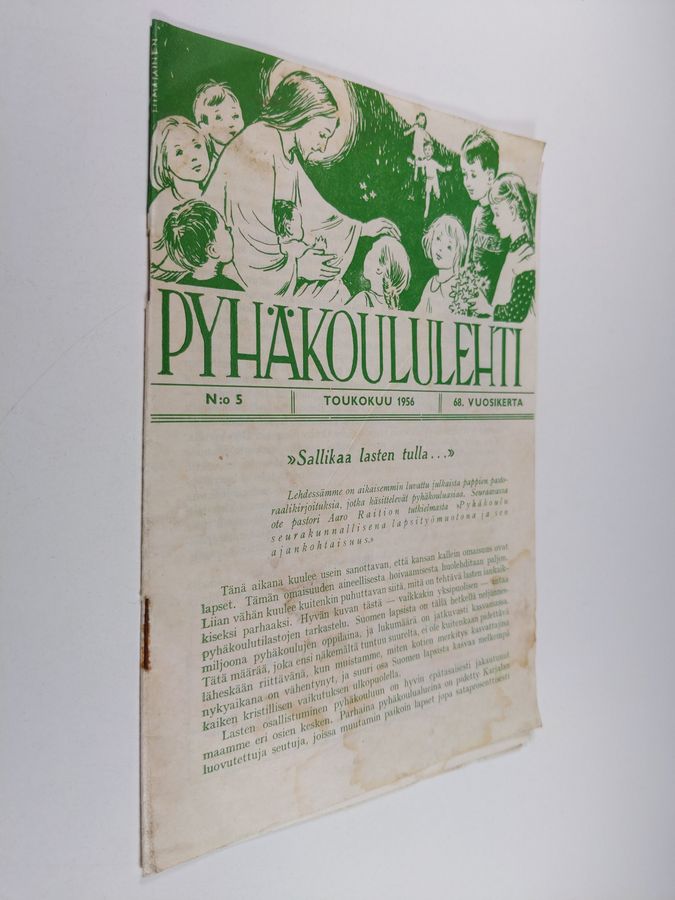 PYHÄKOULULEHTI
N:o 5
TOUKOKUU 1956
68. VUOSIKERTA
»Sallikaa lasten tulla...»
Lehdessämme on aikaisemmin luvattu julkaista pappien pasto-
raalikirjoituksia, jotka käsittelevät pyhäkouluasiaa. Seuraavassa
ote pastori Aaro Raition tutkielmasta »Pyhäkoulu
seurakunnallisena lapsityömuotona ja sen
ajankohtaisuus.»
Tänä aikana kuulee usein sanottavan, että kansan kallein omaisuus ovat
lapset. Tämän omaisuuden aineellisesta hoivaamisesta huolehditaan paljon.
Liian vähän kuulee kuitenkin puhuttavan siitä, mitä on tehtävä lasten iankaik-
kiseksi parhaaksi. Hyvän kuvan tästä — vaikkakin yksipuolisen — antaa
pyhäkoulutilastojen tarkastelu. Suomen lapsista on tällä hetkellä neljännes-
miljoona pyhäkoulujen oppilaina, ja lukumäärä on jatkuvasti kasvamassa.
Tätä määrää, joka ensi näkemältä tuntuu suurelta, ei ole kuitenkaan pidettävä
läheskään riittävänä, kun muistamme, miten kotien merkitys kasvattajina
nykyaikana on vähentynyt, ja suuri osa Suomen lapsista kasvaa melkeinpä
kaiken kristillisen vaikutuksen ulkopuolella.
Lasten osallistuminen pyhäkouluun on hyvin epätasaisesti jakautunut
maamme eri osien kesken. Parhaina pyhäkoulualueina on pidetty Karjalan
luovutettuja seutuja, joissa muutamin paikoin lapset jopa sataprosenttisesti